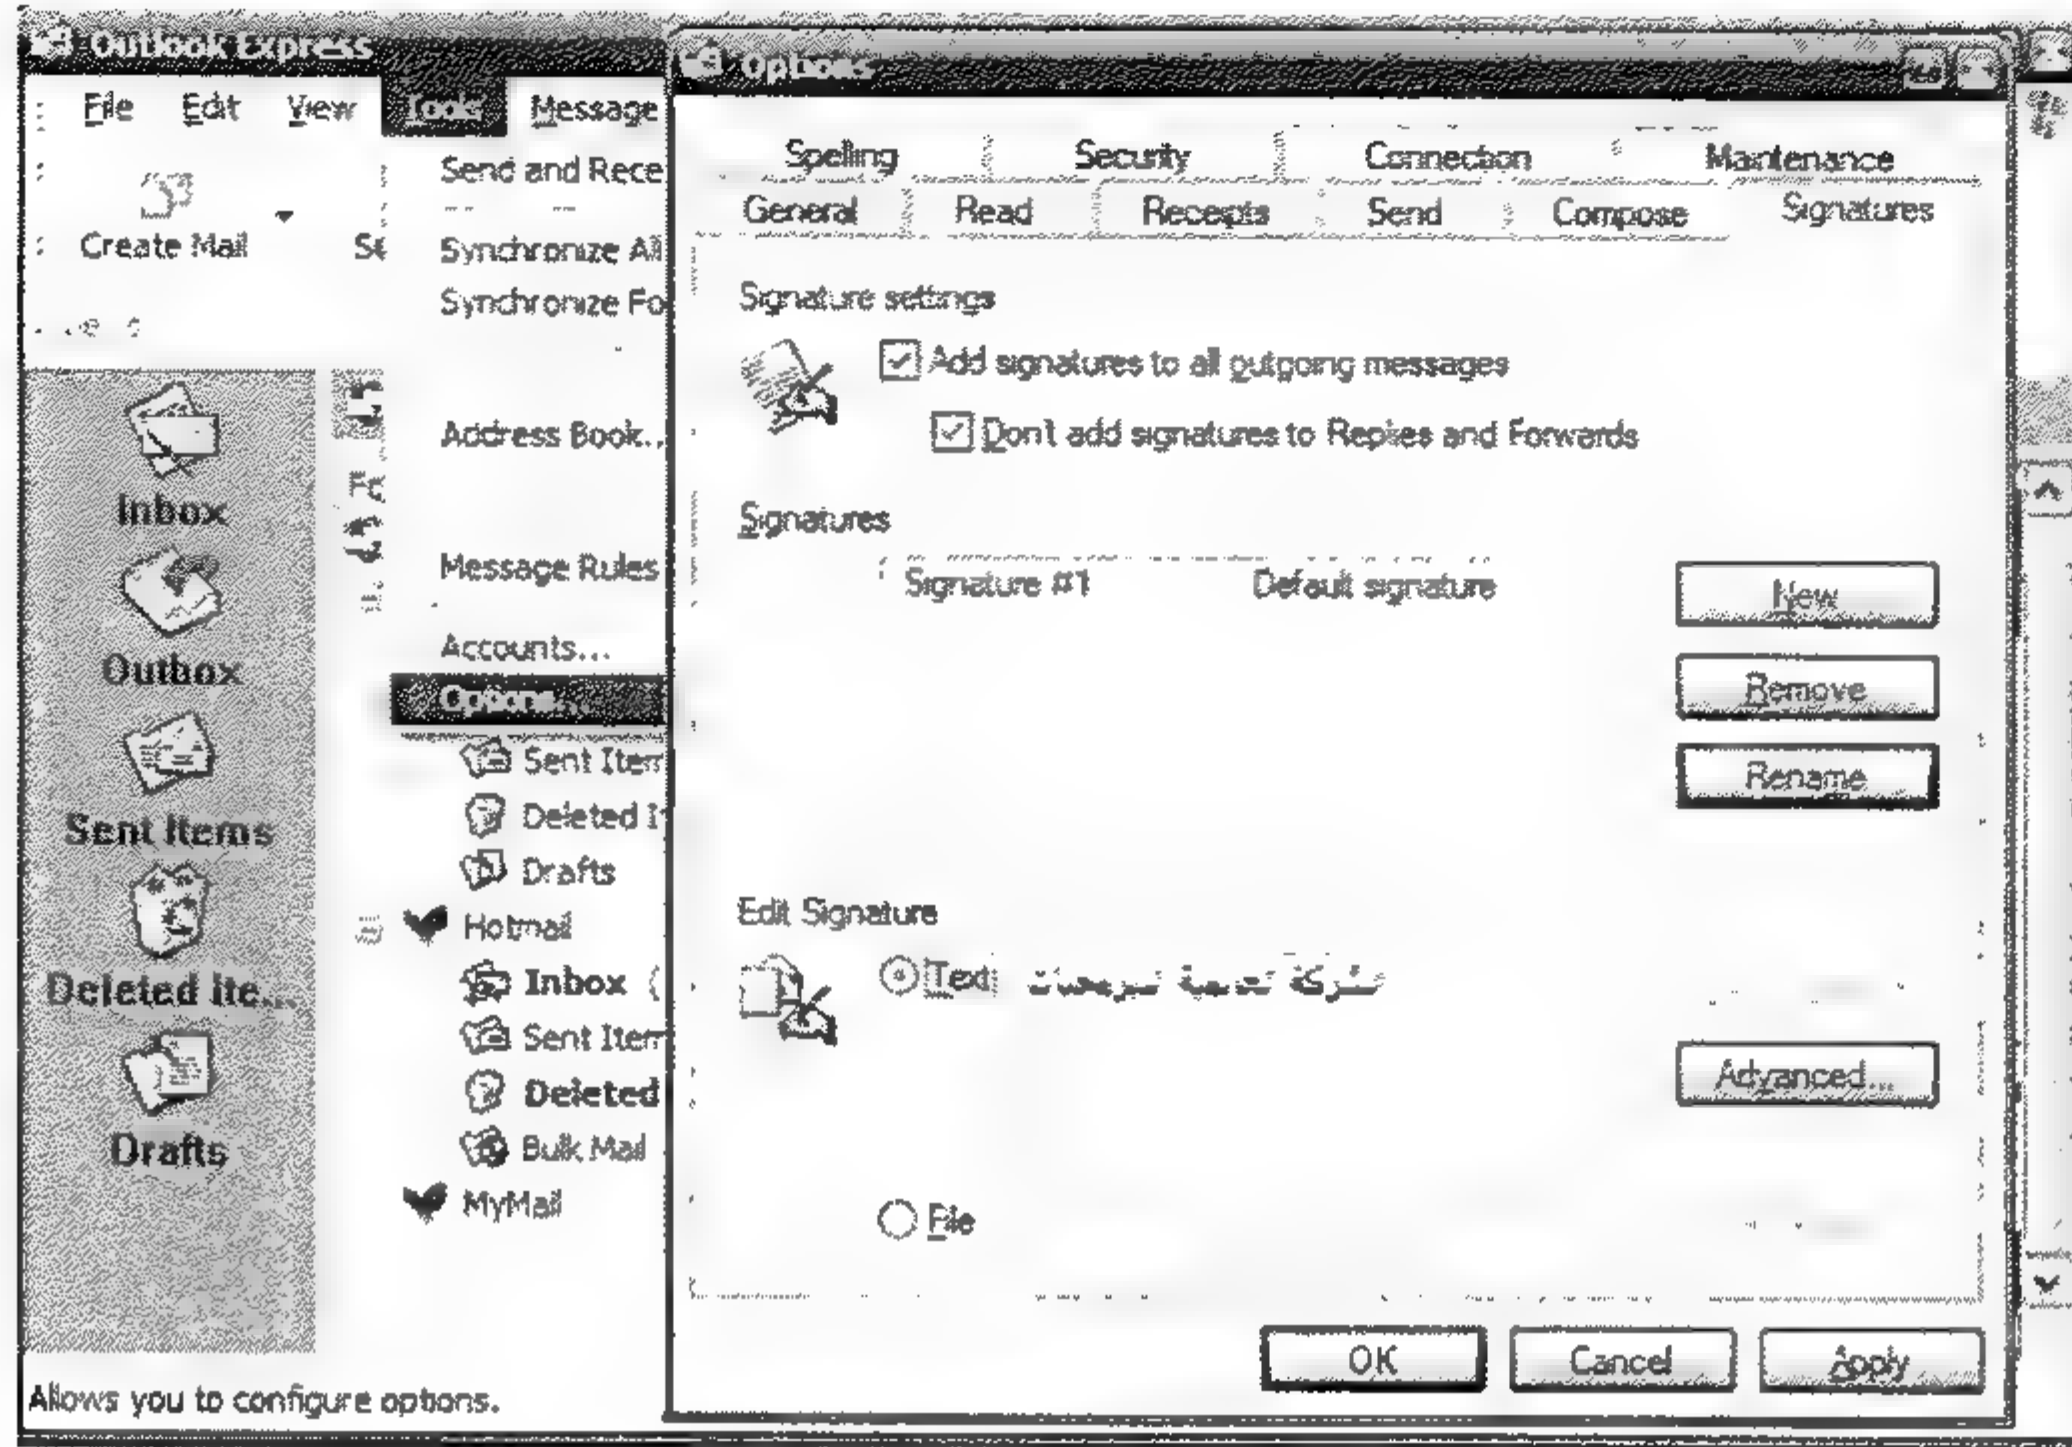 Outlook Express
File Edit View Tools Message
Create Mail
Send and Rece
Synchronize All
Synchronize Fo
Address Book...
Message Rules
Accounts...
Options...
Inbox
Outbox
Sent Items
Deleted Ite...
Drafts
Sent Item
Deleted It
Drafts
Hotmail
Inbox (
Sent Item
Deleted
Bulk Mail
MyMail
Allows you to configure options.
Options
Spelling Security Connection Maintenance
General Read Receipts Send Compose Signatures
Signature settings
Add signatures to all outgoing messages
Don't add signatures to Replies and Forwards
Signatures
Signature #1 Default signature
New
Remove
Rename
Edit Signature
Text شركة
Advanced...
File
OK Cancel Apply